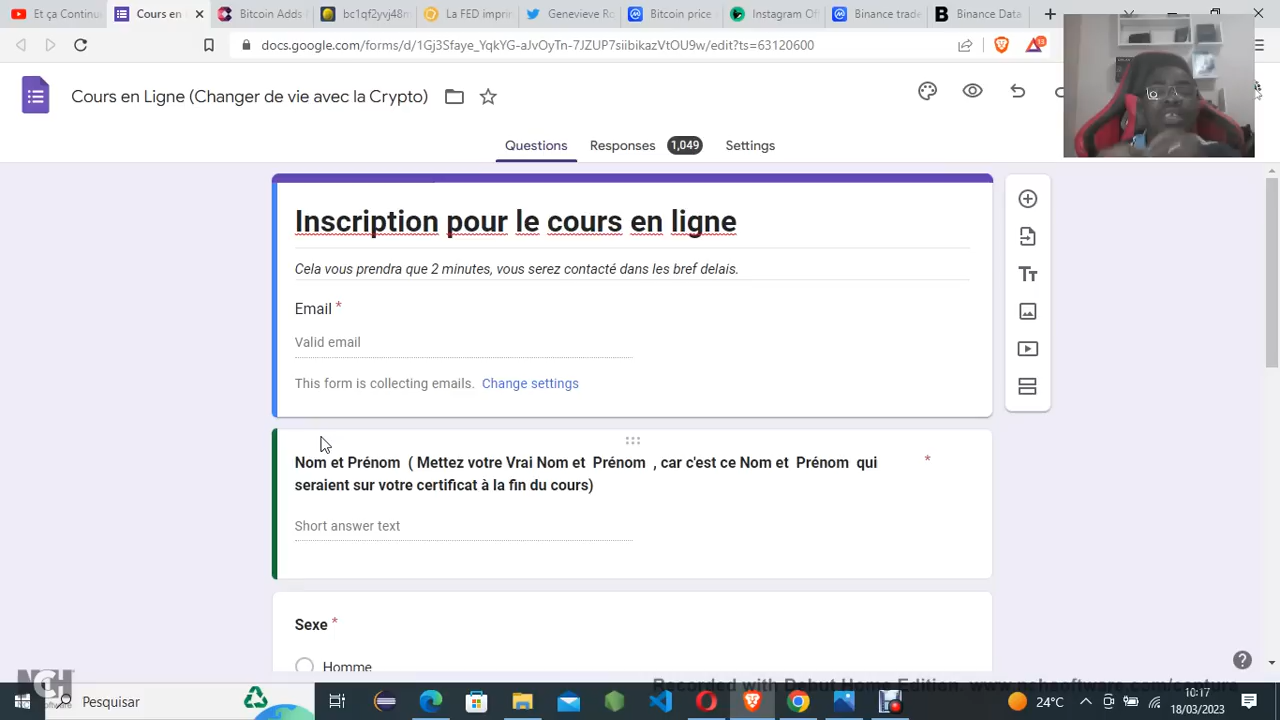 Et ça Continu
Cours en
Bitcoin Adds
bc1qf2yvj48m
La FED imprin
Genevieve Ro
Bitcoin price
Instagram Of
Binance trade
Binance Data
docs.google.com/forms/d/1Gj3Sfaye_YqkYG-aJvOyTn-7JZUP7siibikazVtOU9w/edit?ts=63120600
Cours en Ligne (Changer de vie avec la Crypto)
Questions
Responses 1,049
Settings
Inscription pour le cours en ligne
Cela vous prendra que 2 minutes, vous serez contacté dans les bref delais.
Email *
Valid email
This form is collecting emails. Change settings
Nom et Prénom ( Mettez votre Vrai Nom et Prénom , car c'est ce Nom et Prénom qui *
seraient sur votre certificat à la fin du cours)
Short answer text
Sexe *
Homme
NCH
Recorded with Debut Home Edition. www.nchsoftware.com/capture
Pesquisar
24°C
10:17
18/03/2023